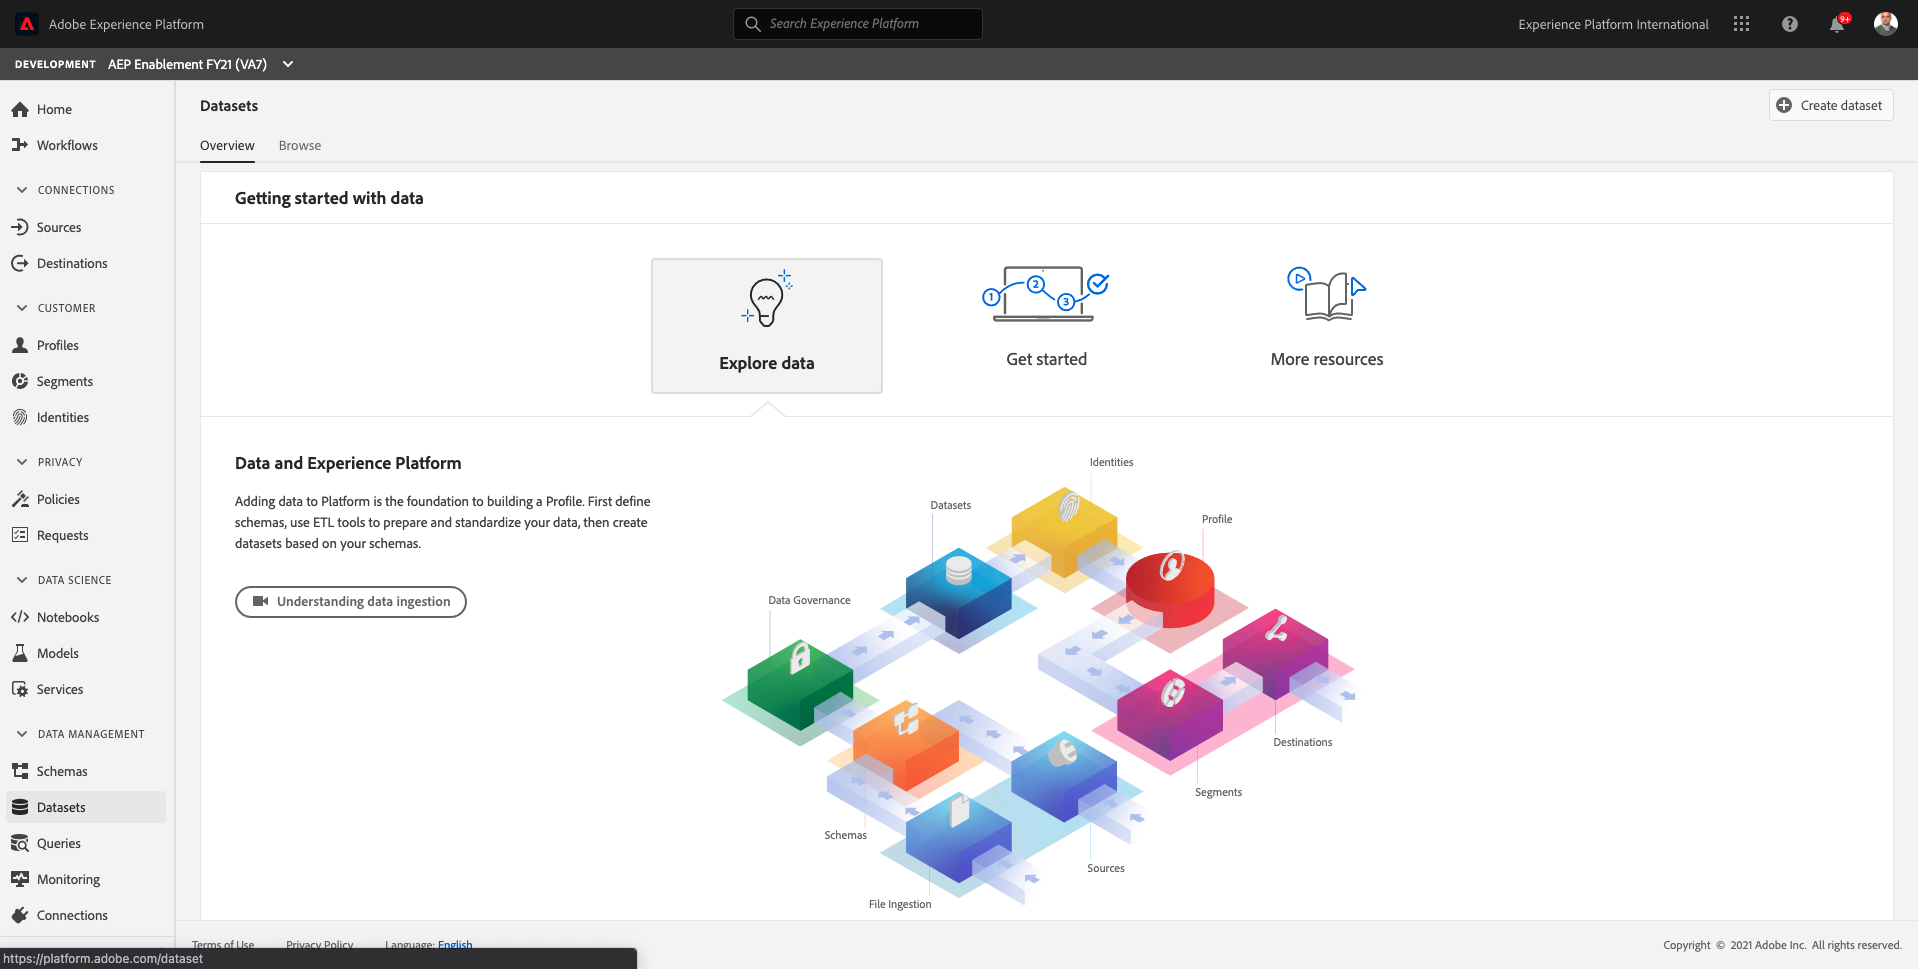 Adobe Experience Platform
Search Experience Platform
Experience Platform International
9+
DEVELOPMENT AEP Enablement FY21 (VA7)
Home
Workflows
CONNECTIONS
Sources
Destinations
CUSTOMER
Profiles
Segments
Identities
PRIVACY
Policies
Requests
DATA SCIENCE
Notebooks
Models
Services
DATA MANAGEMENT
Schemas
Datasets
Queries
Monitoring
Connections
Datasets
Create dataset
Overview Browse
Getting started with data
1 2 3
Explore data
Get started
More resources
Data and Experience Platform
Adding data to Platform is the foundation to building a Profile. First define
schemas, use ETL tools to prepare and standardize your data, then create
datasets based on your schemas.
Understanding data ingestion
Identities
Datasets
Profile
Data Governance
Destinations
Segments
Schemas
Sources
File Ingestion
Terms of Use Privacy Policy Language: English
Copyright © 2021 Adobe Inc. All rights reserved.
https://platform.adobe.com/dataset